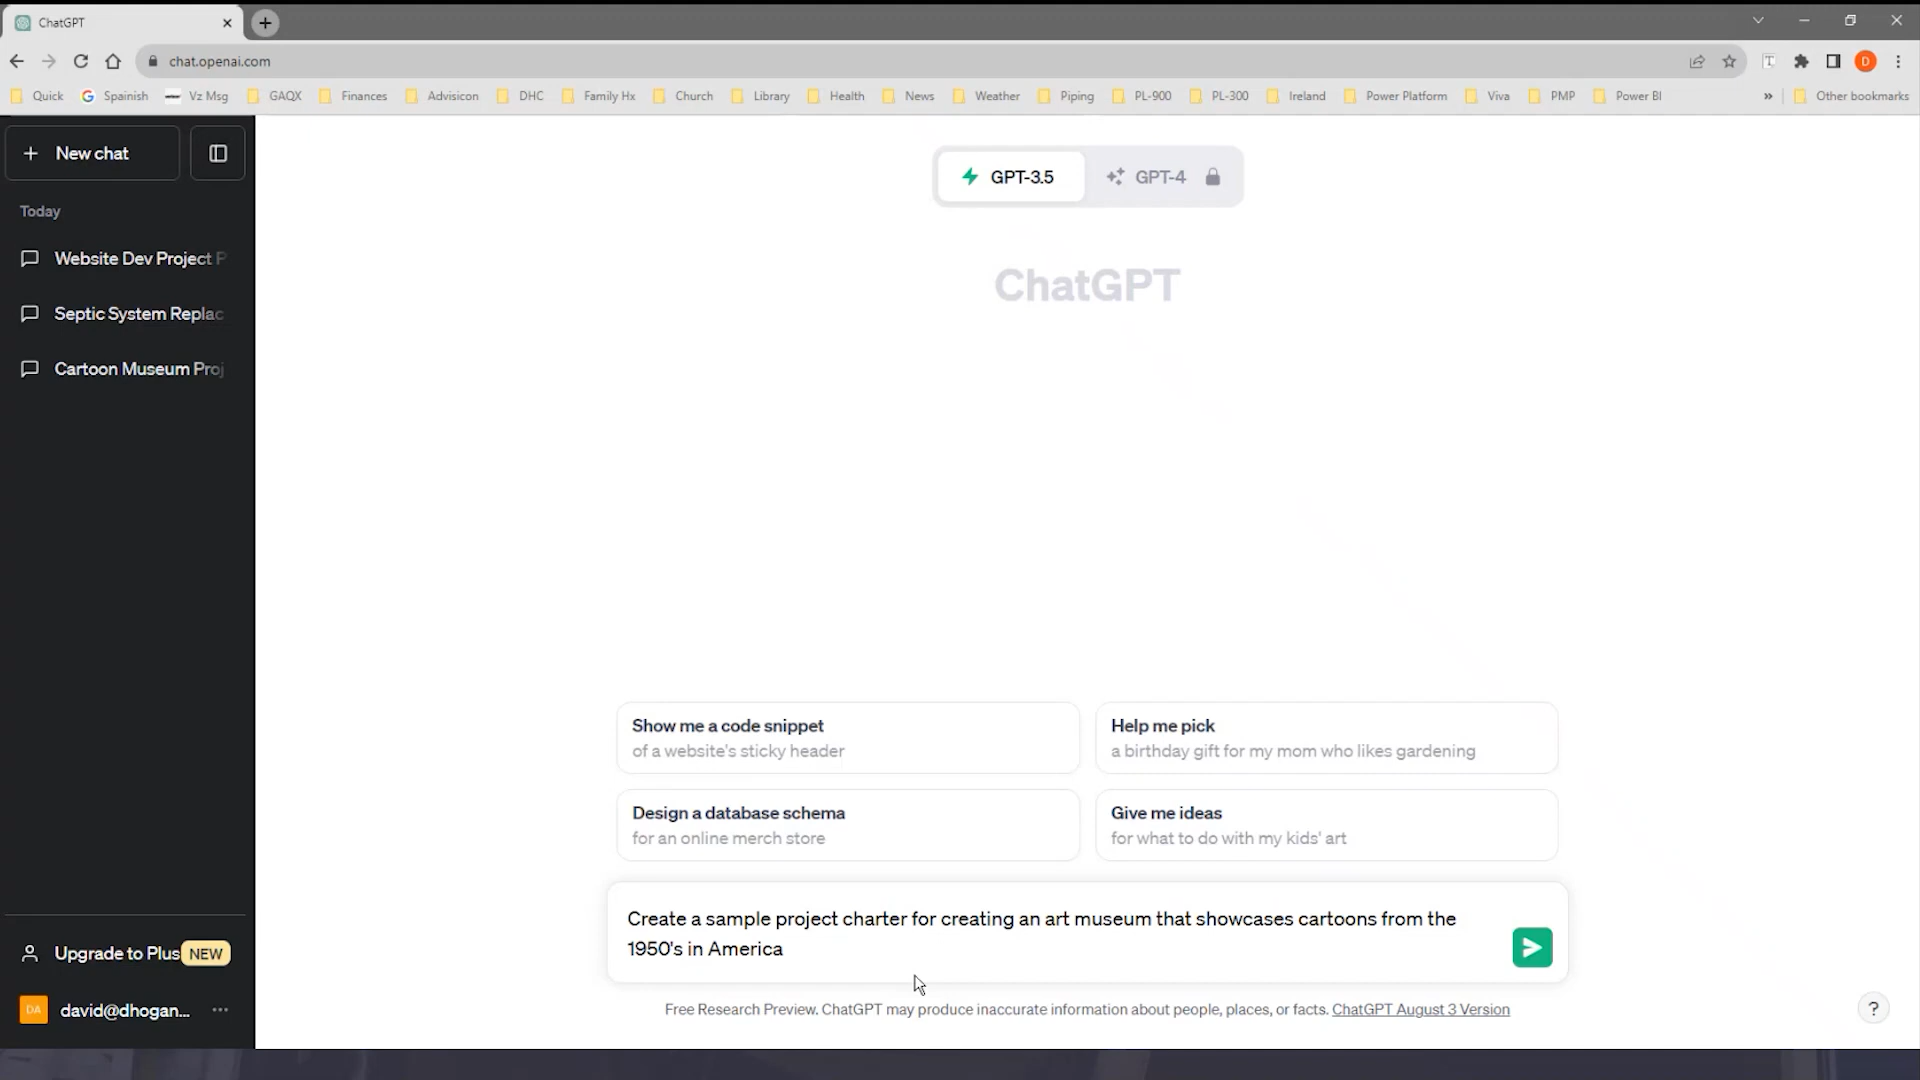 ChatGPT
chat.openai.com
Quick Spainish Vz Msg GAQX Finances Advisicon DHC Family Hx Church Library Health News Weather Piping PL-900 PL-300 Ireland Power Platform Viva PMP Power BI » Other bookmarks
D
New chat
Today
Website Dev Project P
Septic System Replac
Cartoon Museum Proj
GPT-3.5 GPT-4
ChatGPT
Show me a code snippet
of a website's sticky header
Help me pick
a birthday gift for my mom who likes gardening
Design a database schema
for an online merch store
Give me ideas
for what to do with my kids' art
Create a sample project charter for creating an art museum that showcases cartoons from the
1950's in America
Free Research Preview. ChatGPT may produce inaccurate information about people, places, or facts. ChatGPT August 3 Version
Upgrade to Plus NEW
DA david@dhogan... ···
?